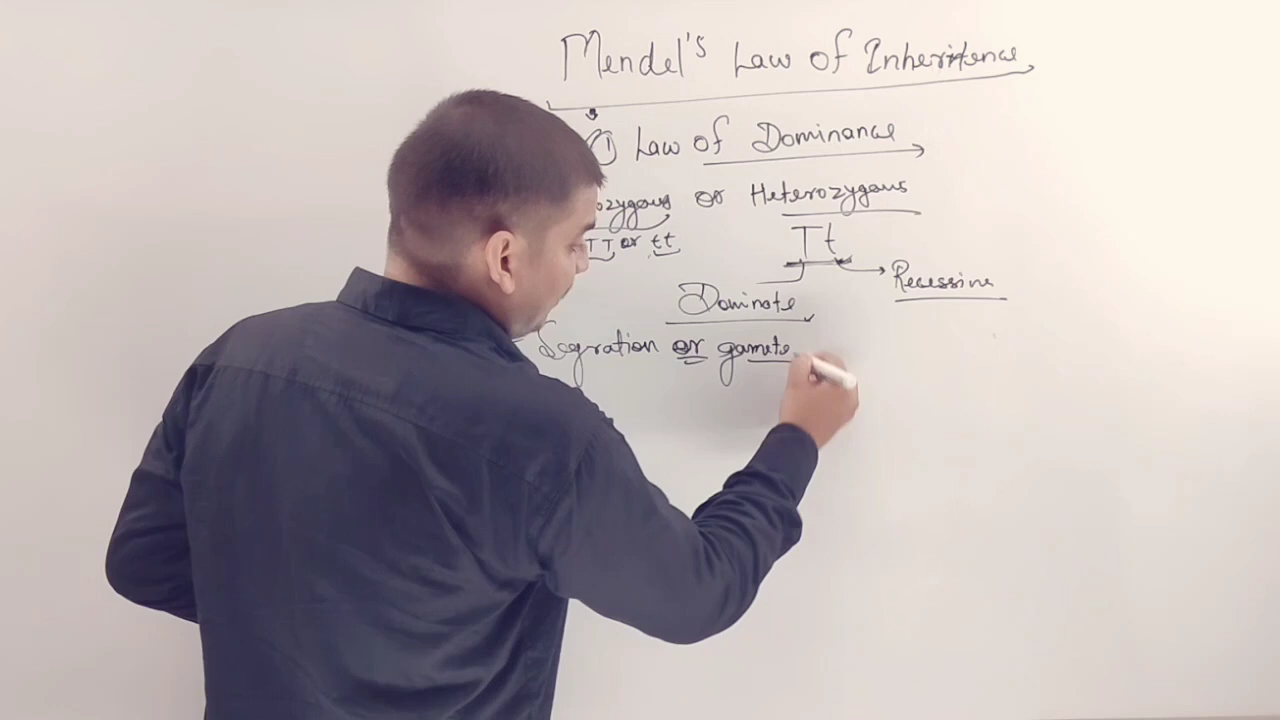 Mendel's Law of Inheritence
① Law of Dominance
ozygous or Heterozygous
TT or tt
Tt
Recessive
Dominate
Segration or gamete